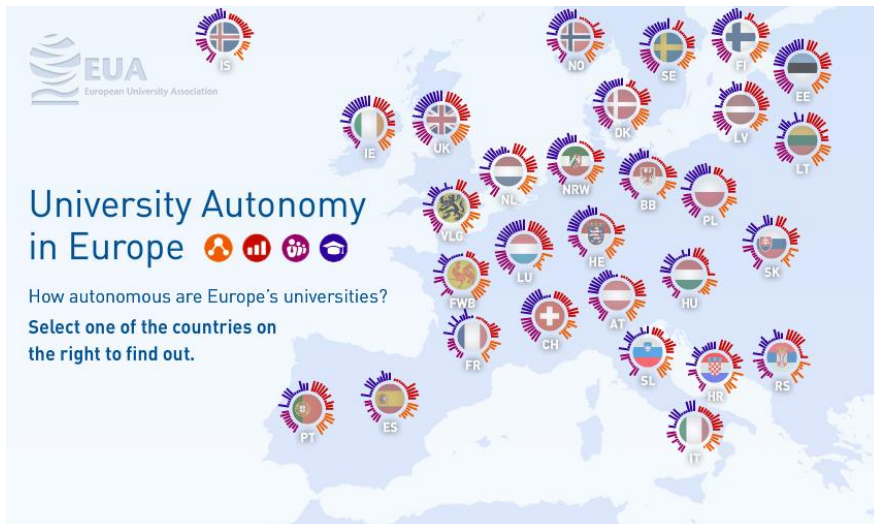 IS
NO
SE
FI
EE
EUA
European University Association
IE
UK
DK
LV
LT
NL
NRW
BB
PL
University Autonomy
in Europe
VLG
LU
HE
SK
How autonomous are Europe's universities?
FWB
HU
Select one of the countries on
the right to find out.
CH
AT
FR
SL
HR
RS
PT
ES
IT